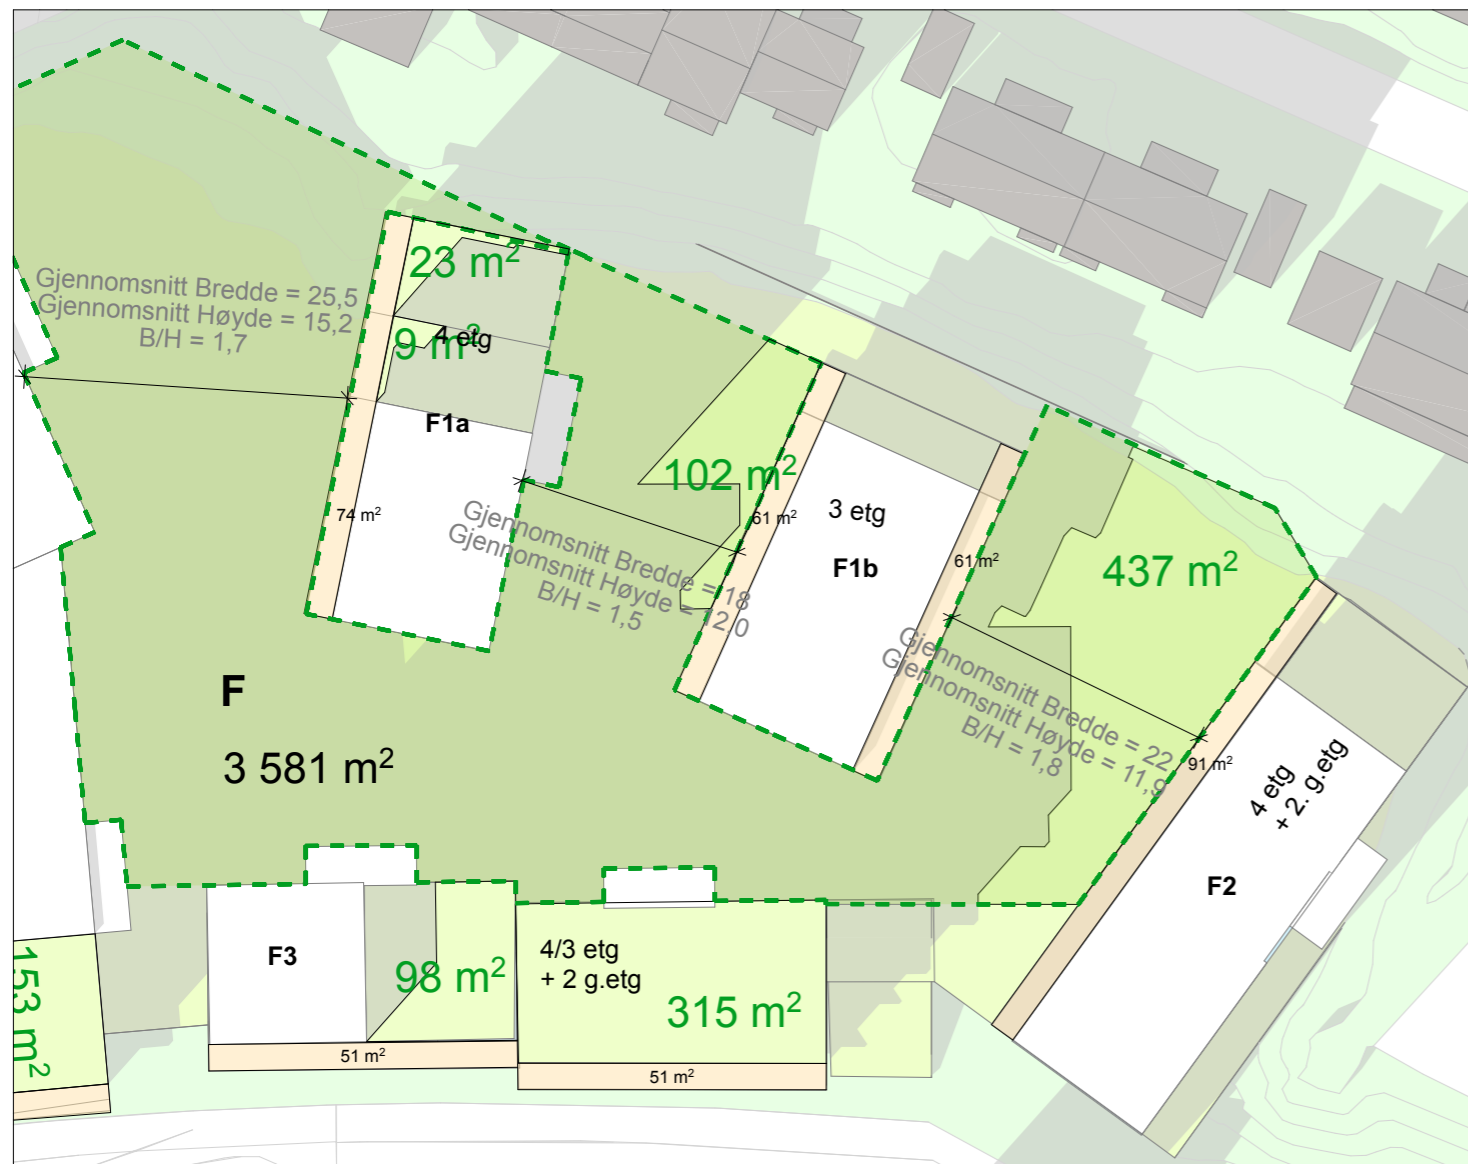 23 m²
Gjennomsnitt Bredde = 25,5
Gjennomsnitt Høyde = 15,2
B/H = 1,7
9 m²
4 etg
F1a
74 m²
102 m²
Gjennomsnitt Bredde = 18
Gjennomsnitt Høyde = 12,0
B/H = 1,5
61 m²
3 etg
F1b
61 m²
437 m²
Gjennomsnitt Bredde = 22
Gjennomsnitt Høyde = 11,9
B/H = 1,8
91 m²
4 etg
+ 2. g.etg
F2
F
3 581 m²
F3
98 m²
4/3 etg
+ 2 g.etg
315 m²
153 m²
51 m²
51 m²